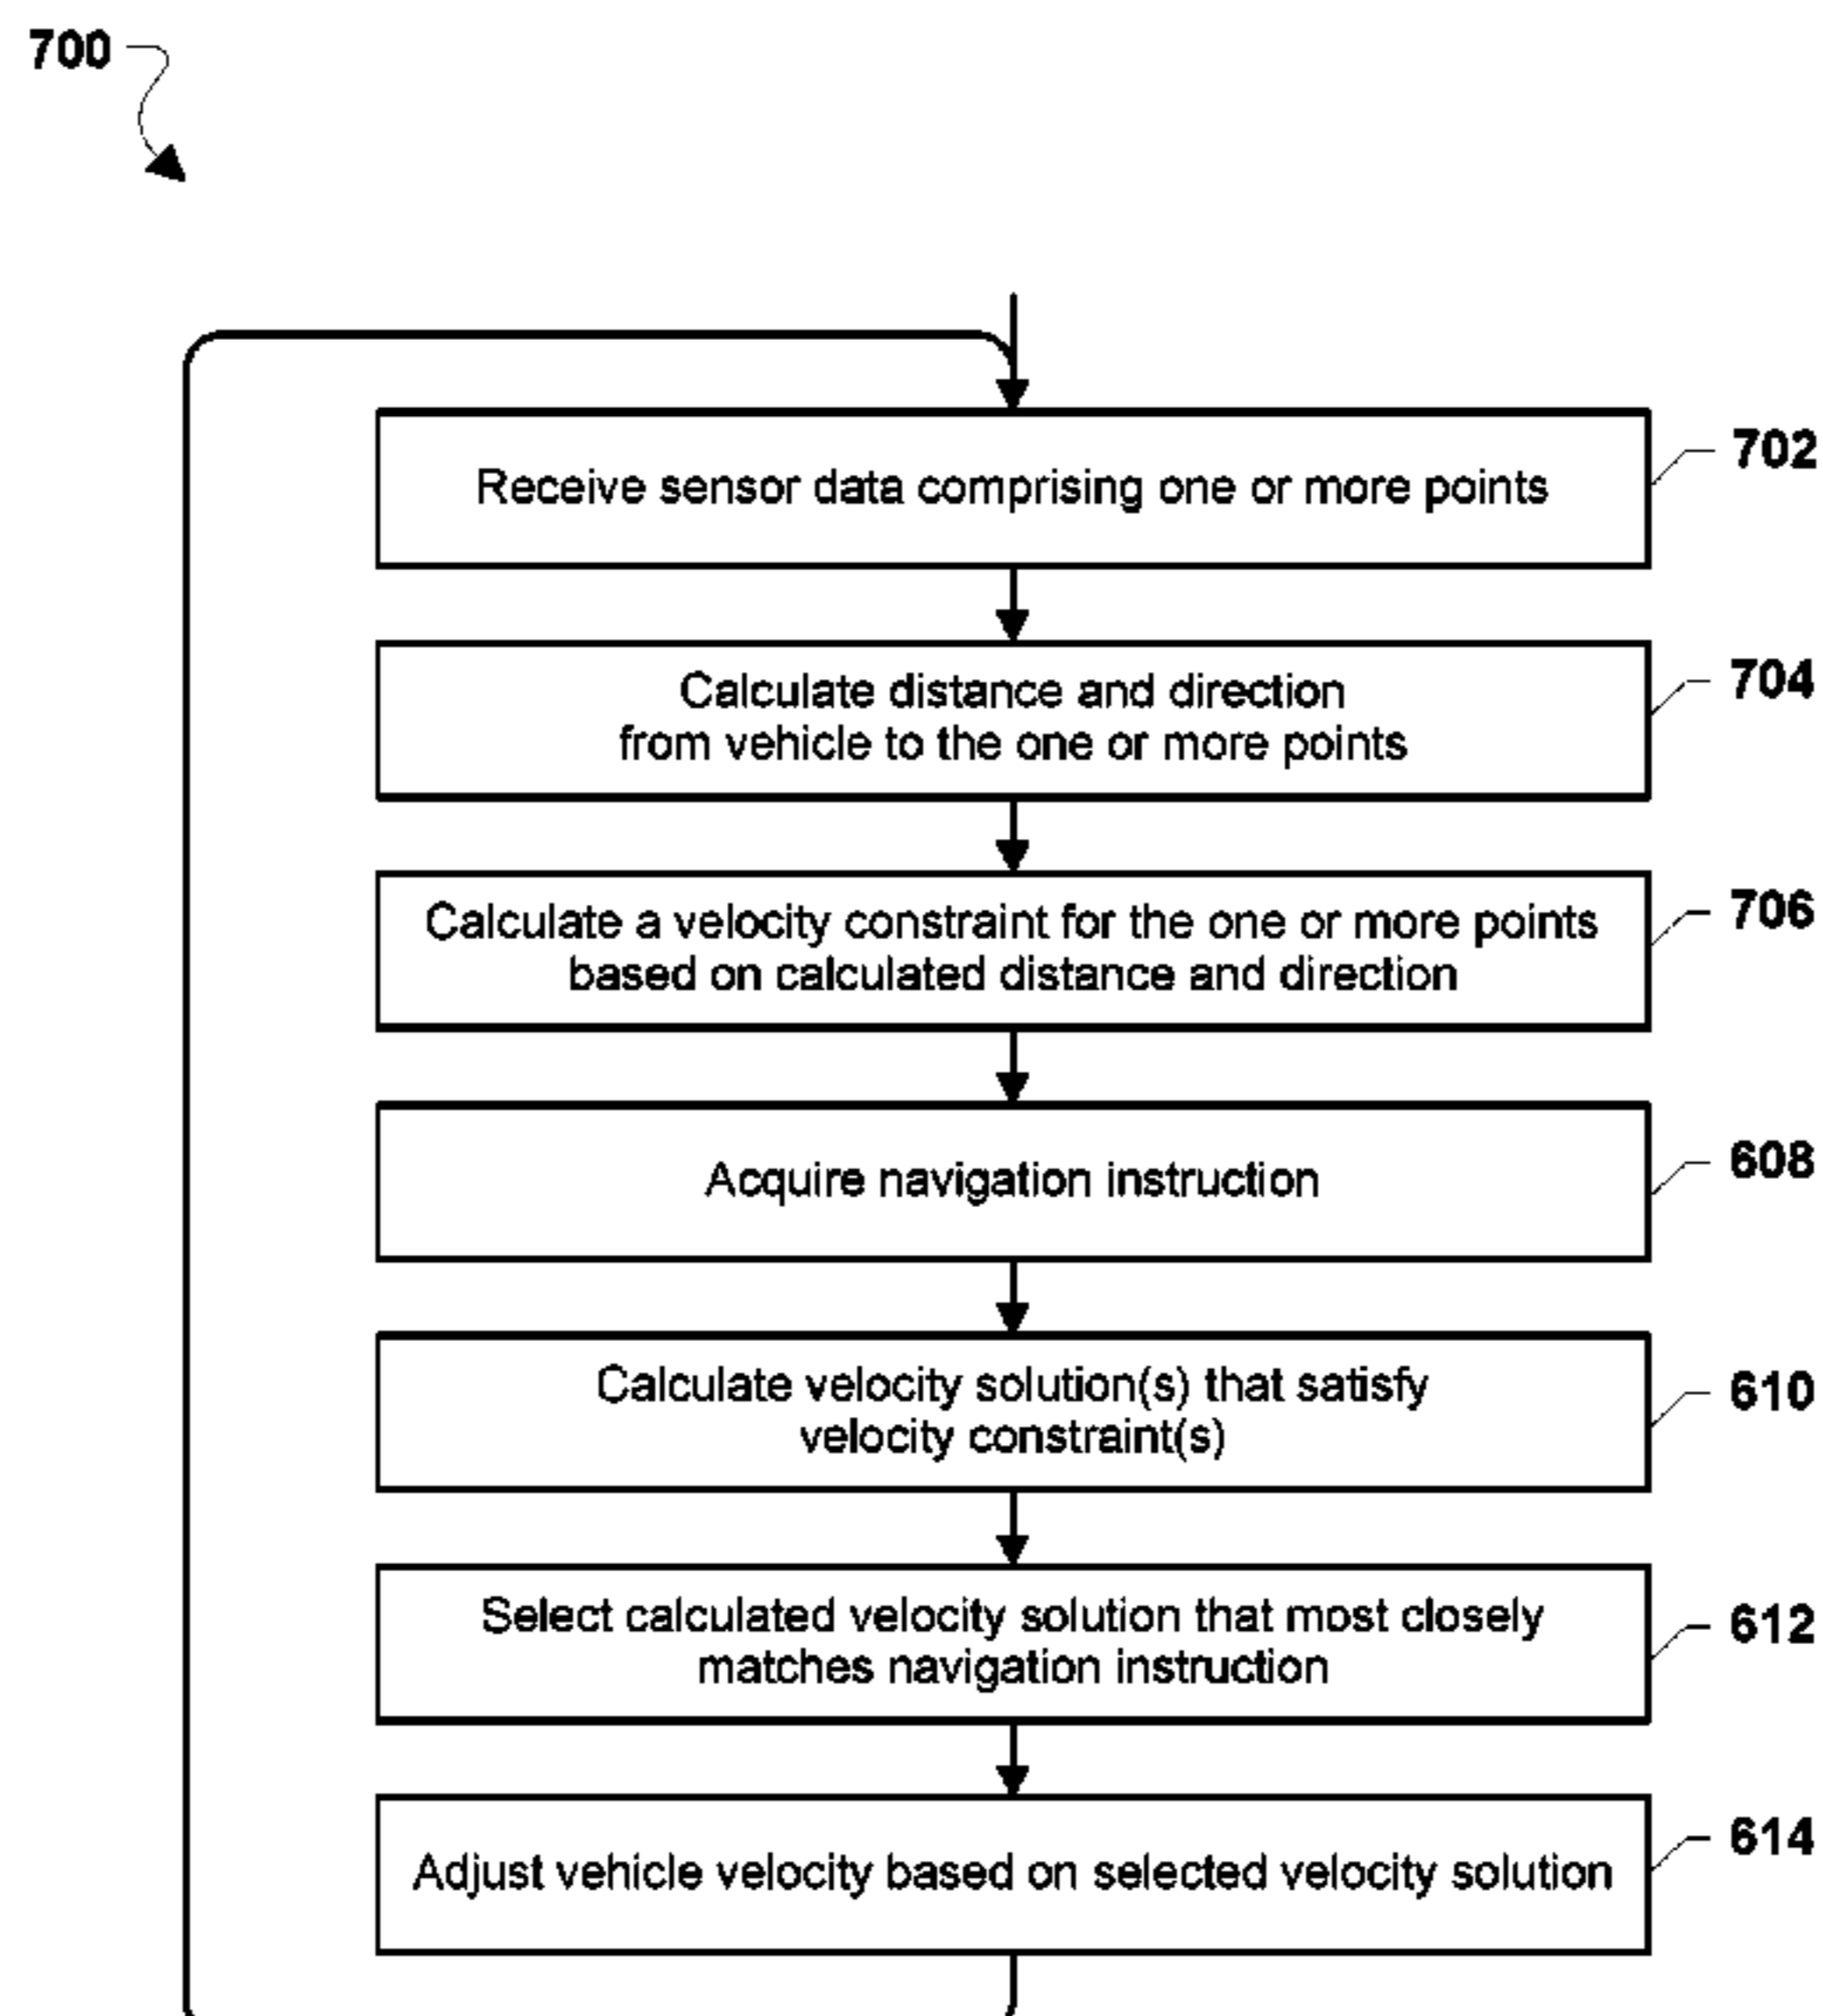 700
Receive sensor data comprising one or more points
702
Calculate distance and direction
from vehicle to the one or more points
704
Calculate a velocity constraint for the one or more points
based on calculated distance and direction
706
Acquire navigation instruction
608
Calculate velocity solution(s) that satisfy
velocity constraint(s)
610
Select calculated velocity solution that most closely
matches navigation instruction
612
Adjust vehicle velocity based on selected velocity solution
614